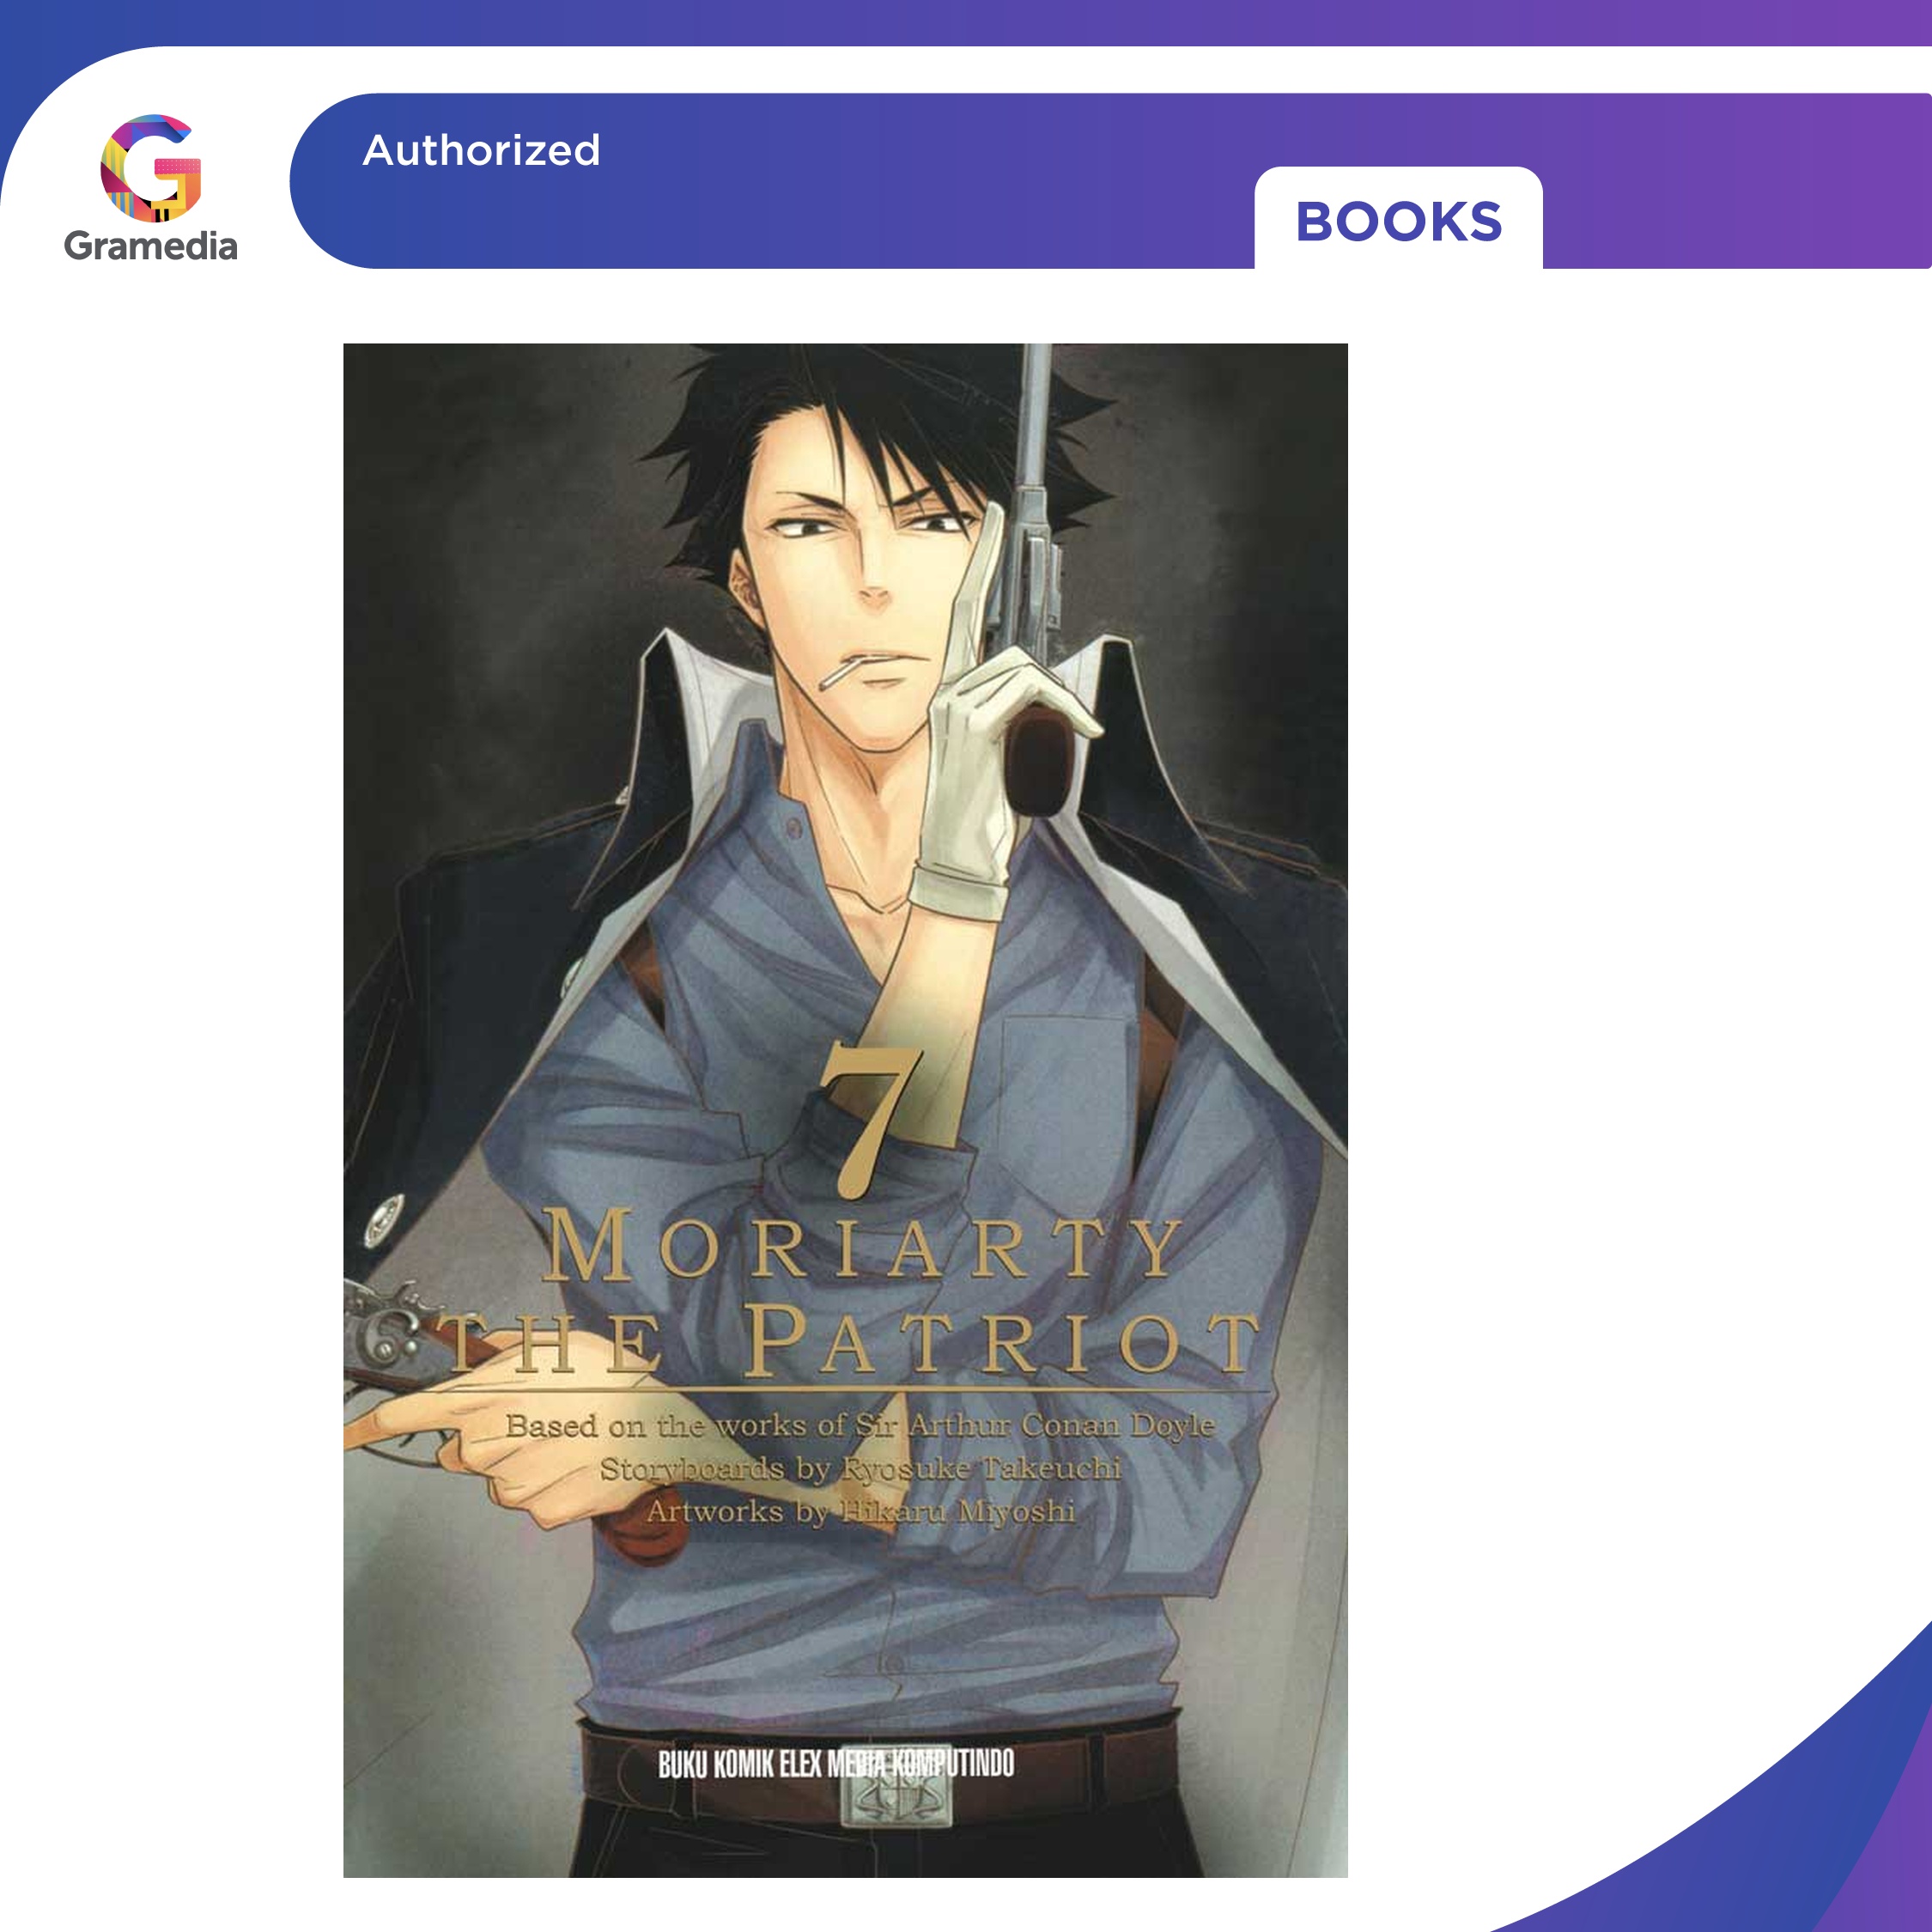 Authorized
Gramedia
BOOKS
7
MORIARTY
THE PATRIOT
Based on the works of Sir Arthur Conan Doyle
Storyboards by Ryosuke Takeuchi
Artworks by Hikaru Miyoshi
BUKU KOMIK ELEX MEDIA KOMPUTINDO